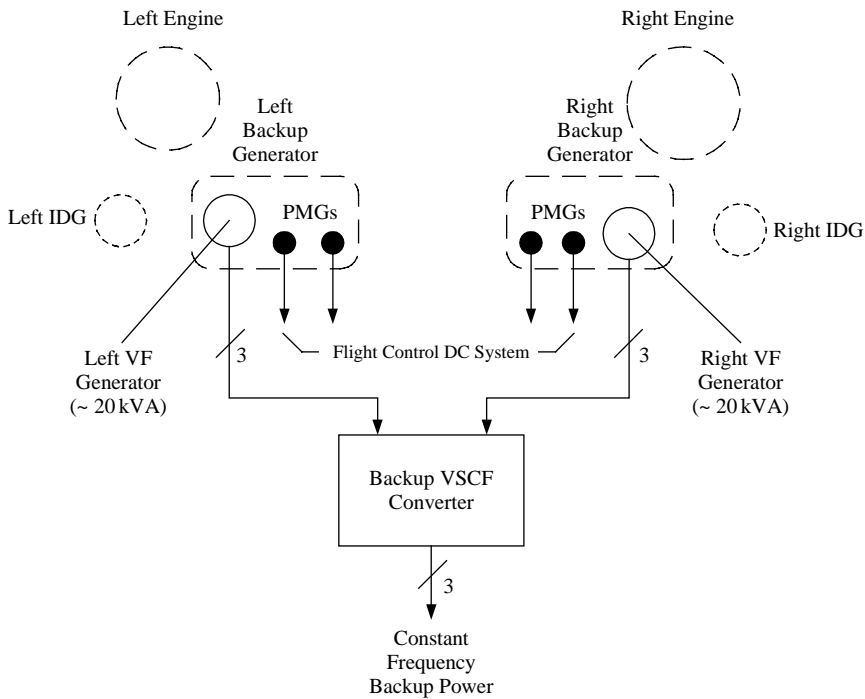 Left Engine
Right Engine
Left
Backup
Generator
Right
Backup
Generator
Left IDG
PMGs
PMGs
Right IDG
Left VF
Generator
(~ 20 kVA)
3
Flight Control DC System
3
Right VF
Generator
(~ 20 kVA)
Backup VSCF
Converter
3
Constant
Frequency
Backup Power